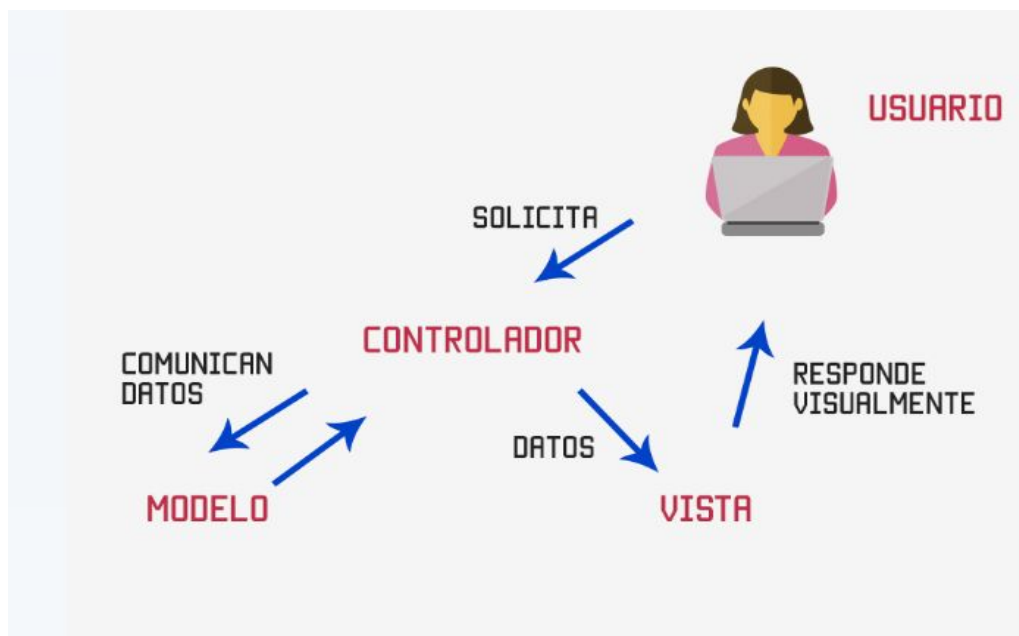 USUARIO
SOLICITA
CONTROLADOR
COMUNICAN
DATOS
RESPONDE
VISUALMENTE
DATOS
MODELO
VISTA